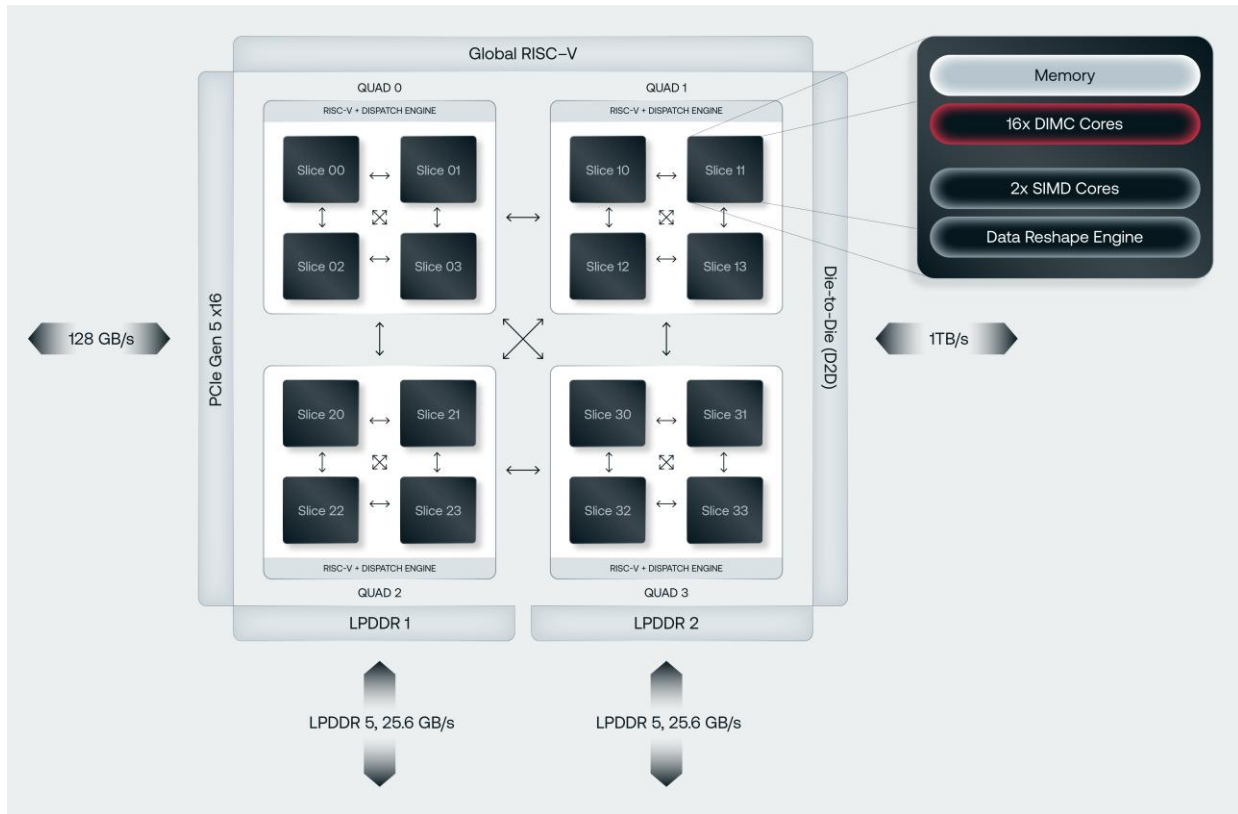 Global RISC-V
QUAD 0
RISC-V + DISPATCH ENGINE
Slice 00
Slice 01
Slice 02
Slice 03
QUAD 1
RISC-V + DISPATCH ENGINE
Slice 10
Slice 11
Slice 12
Slice 13
Memory
16x DIMC Cores
2x SIMD Cores
Data Reshape Engine
128 GB/s
PCIe Gen 5 x16
Die-to-Die (D2D)
1TB/s
Slice 20
Slice 21
Slice 22
Slice 23
RISC-V + DISPATCH ENGINE
QUAD 2
Slice 30
Slice 31
Slice 32
Slice 33
RISC-V + DISPATCH ENGINE
QUAD 3
LPDDR 1
LPDDR 2
LPDDR 5, 25.6 GB/s
LPDDR 5, 25.6 GB/s